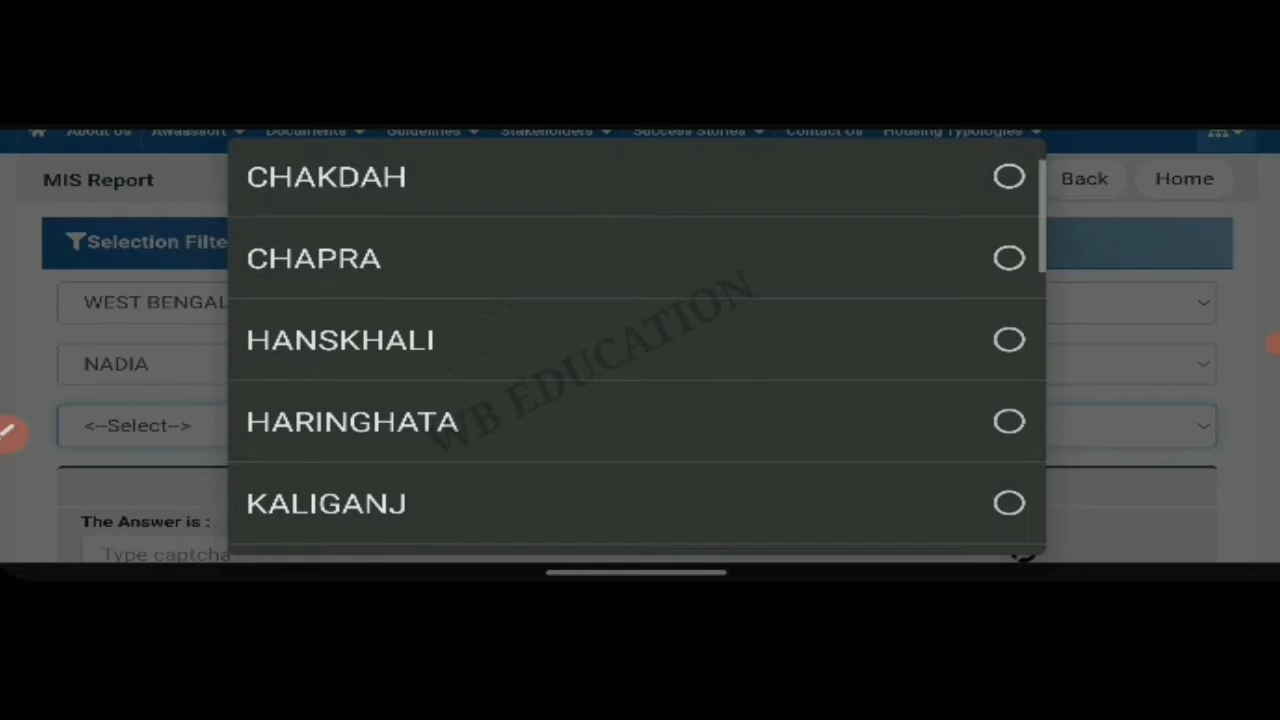 About Us Awaassoft Documents Guidelines Stakeholders Success Stories Contact Us Housing Typologies
MIS Report
Back
Home
Selection Filte
WEST BENGAL
NADIA
<--Select-->
CHAKDAH
CHAPRA
HANSKHALI
HARINGHATA
KALIGANJ
WB EDUCATION
The Answer is :
Type captcha